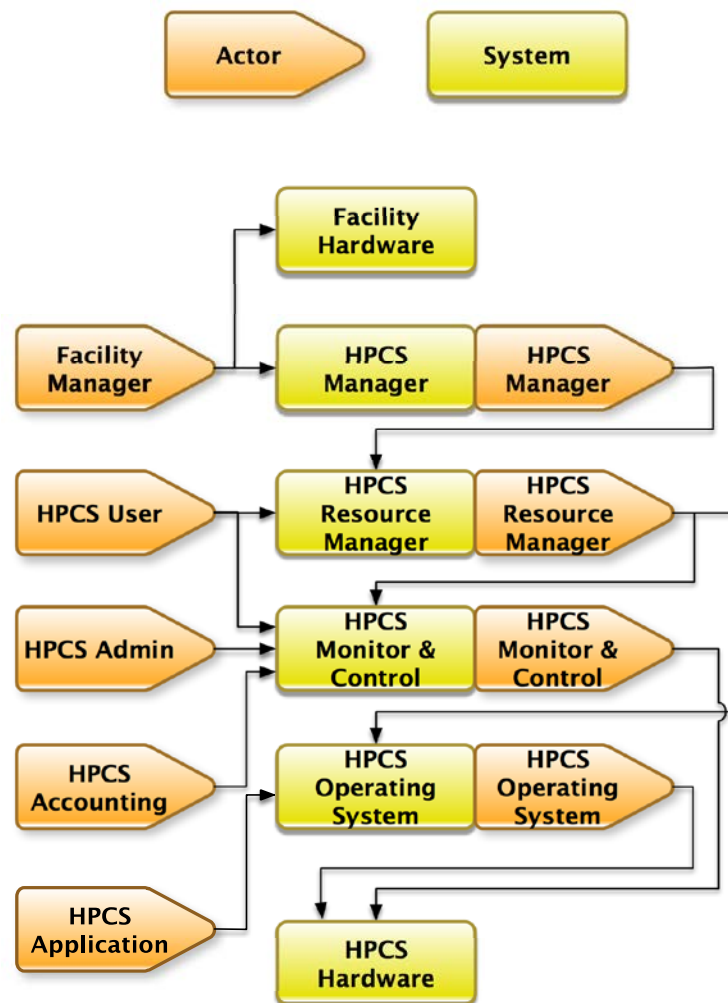 Actor
System
Facility
Hardware
Facility
Manager
HPCS
Manager
HPCS
Manager
HPCS User
HPCS
Resource
Manager
HPCS
Resource
Manager
HPCS Admin
HPCS
Monitor &
Control
HPCS
Monitor &
Control
HPCS
Accounting
HPCS
Operating
System
HPCS
Operating
System
HPCS
Application
HPCS
Hardware